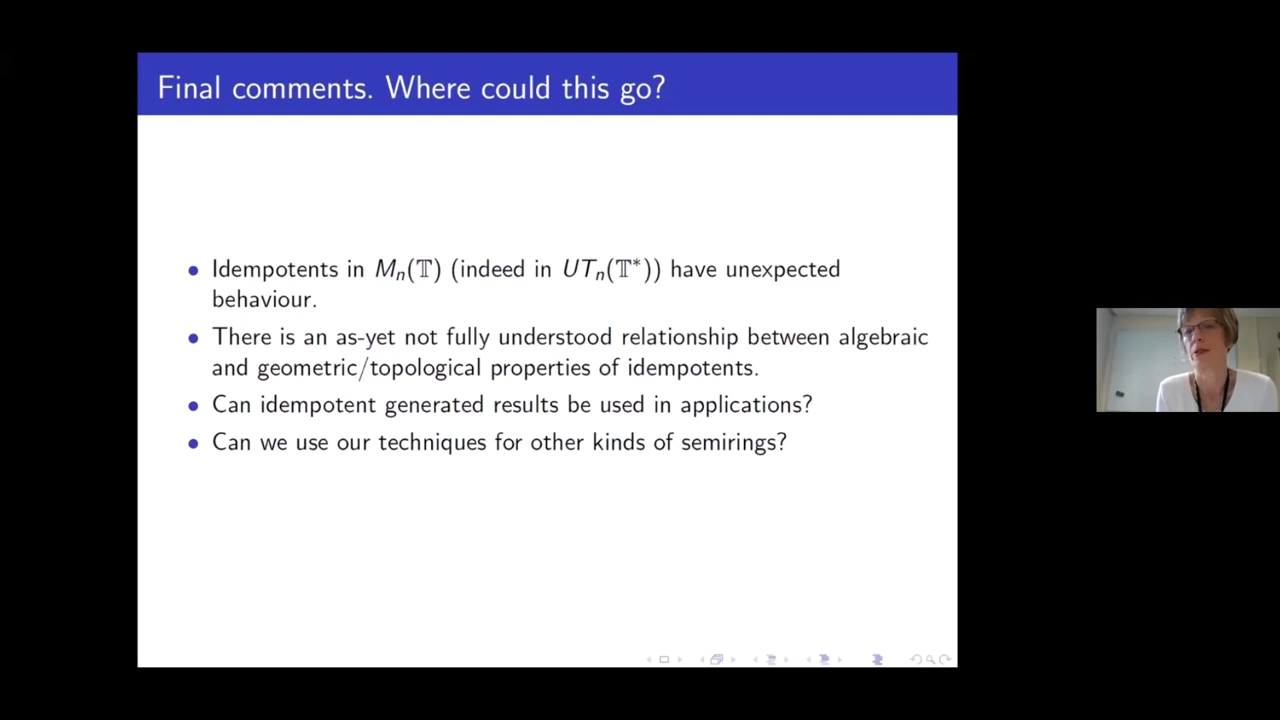 Final comments. Where could this go?
• Idempotents in Mₙ(𝕋) (indeed in UTₙ(𝕋*)) have unexpected
behaviour.
• There is an as-yet not fully understood relationship between algebraic
and geometric/topological properties of idempotents.
• Can idempotent generated results be used in applications?
• Can we use our techniques for other kinds of semirings?